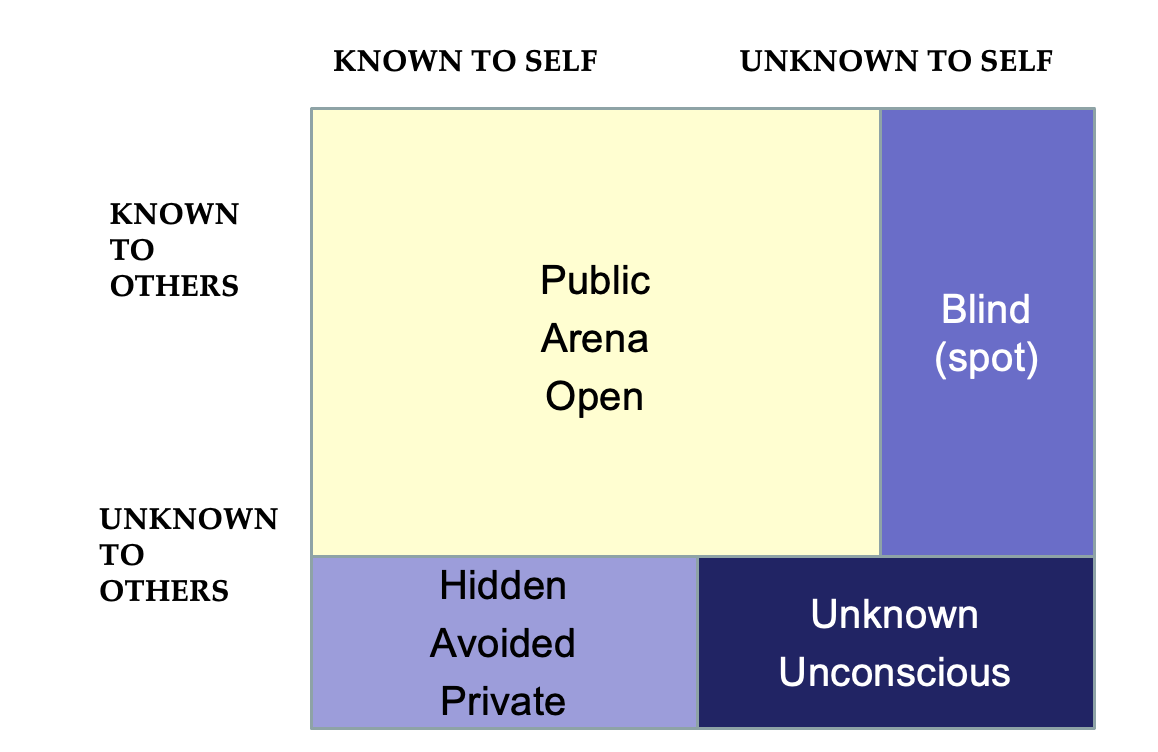 KNOWN TO SELF
UNKNOWN TO SELF
KNOWN
TO
OTHERS
Public
Arena
Open
Blind
(spot)
UNKNOWN
TO
OTHERS
Hidden
Avoided
Private
Unknown
Unconscious